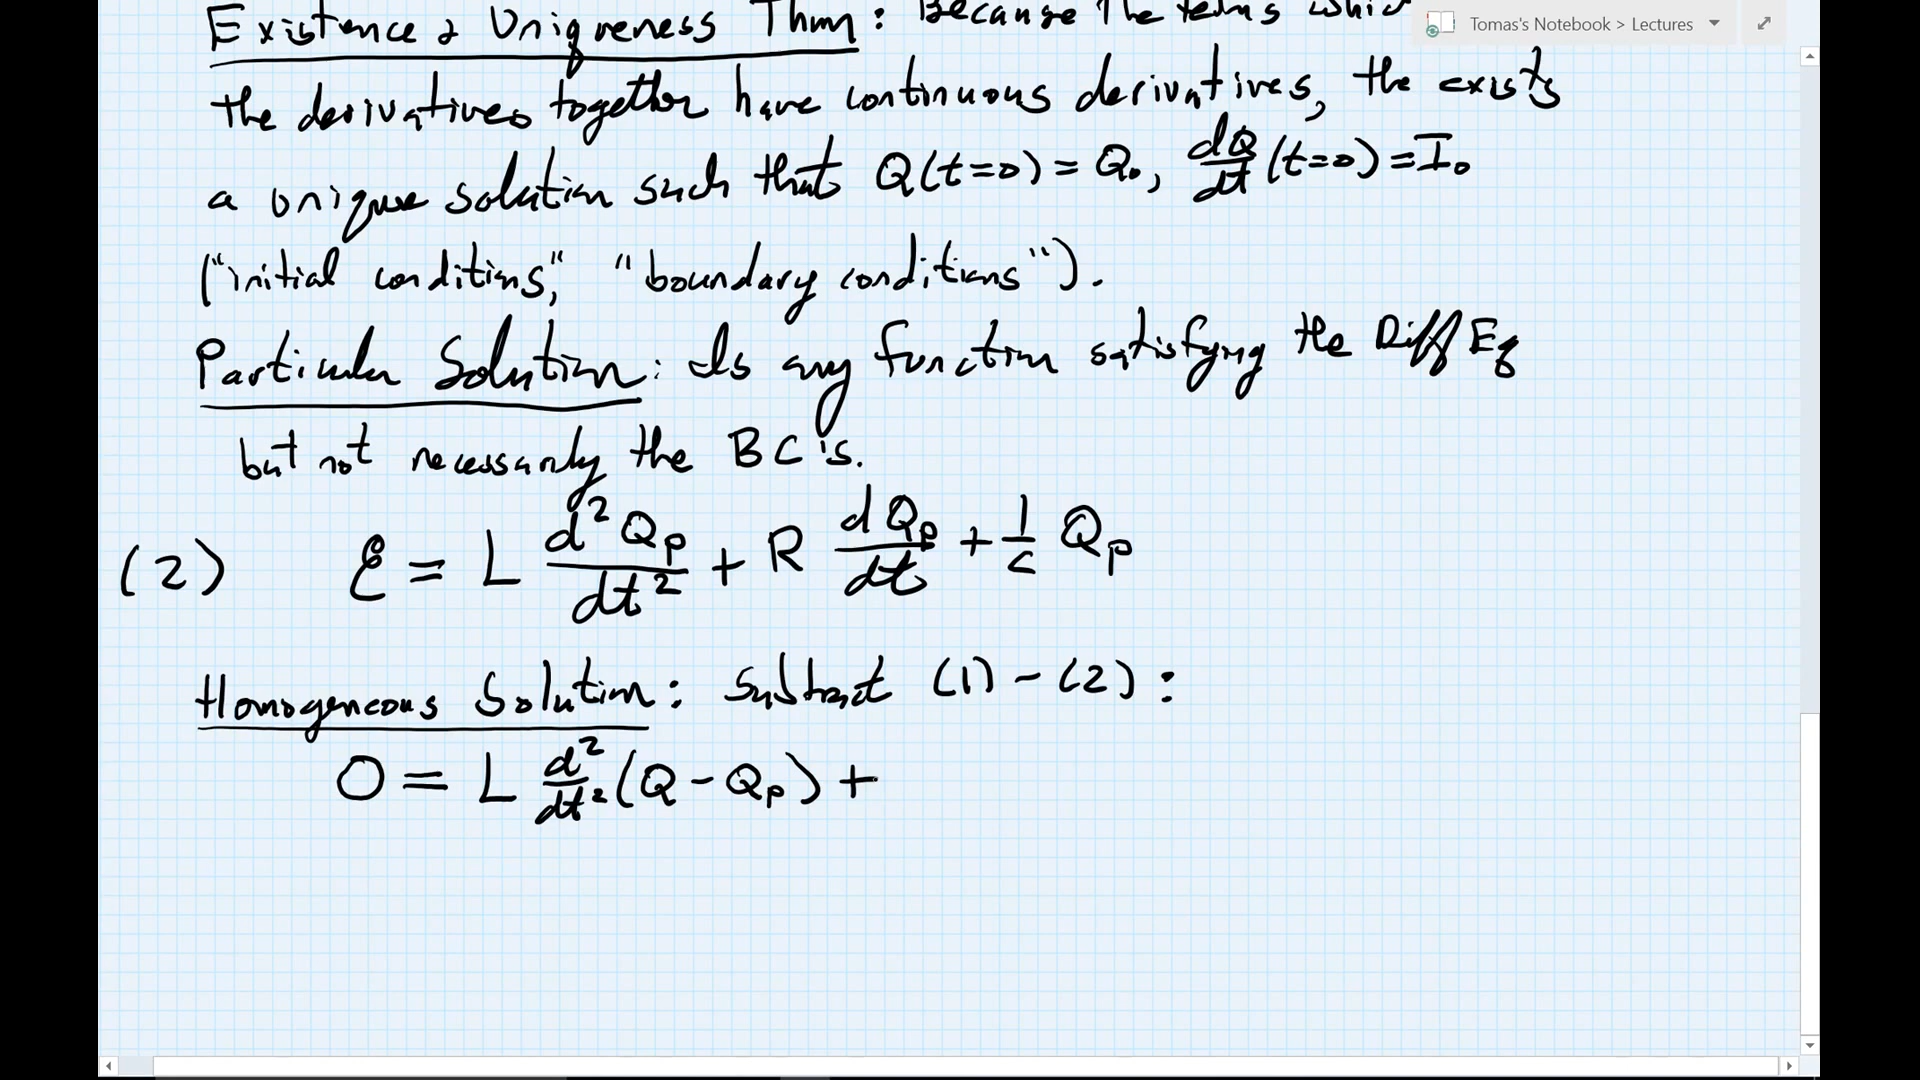 Tomas's Notebook > Lectures
Existence & Uniqueness Thm: Because the terms which
the derivatives together have continuous derivatives, the exists
a unique solution such that Q(t=0) = Q₀, dQ/dt (t=0) = I₀
("initial conditions," "boundary conditions").
Particular Solution: Is any function satisfying the Diff Eq
but not necessarily the BC's.
(2) ℰ = L d²Qₚ/dt² + R dQₚ/dt + 1/c Qₚ
Homogeneous Solution: Subtract (1) - (2):
0 = L d²/dt² (Q - Qₚ) +